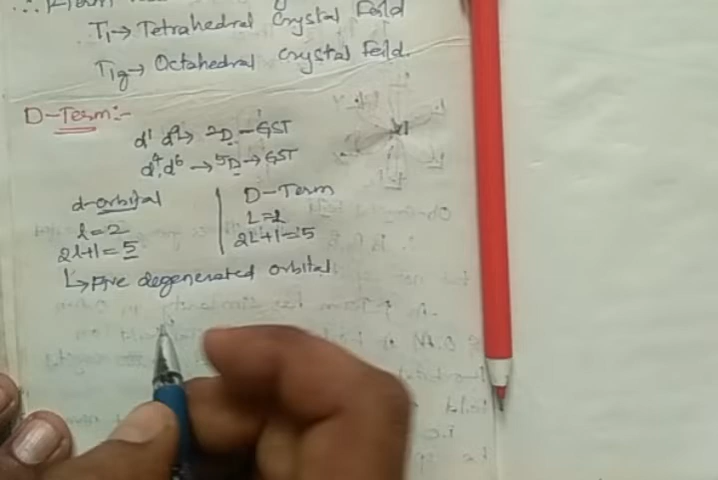 T₁→ Tetrahedral Crystal Feild
T₁g→ Octahedral Crystal Feild.
D-Term:-
d¹ d⁹→ ²D-GST
d⁴,d⁶ → ⁵D→GST
d-orbital
l=2
2l+1=5
↳ Five degenerated orbital
D-Term
L=2
2L+1=5